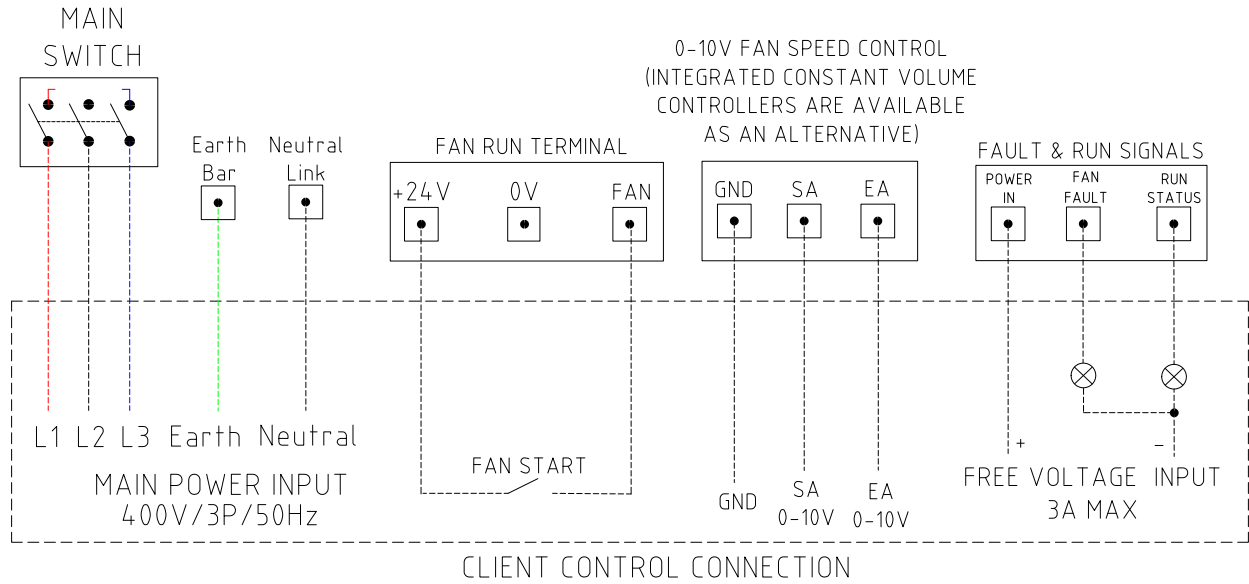 MAIN
SWITCH
Earth
Bar
Neutral
Link
FAN RUN TERMINAL
+24V
0V
FAN
0-10V FAN SPEED CONTROL
(INTEGRATED CONSTANT VOLUME
CONTROLLERS ARE AVAILABLE
AS AN ALTERNATIVE)
GND
SA
EA
FAULT & RUN SIGNALS
POWER
IN
FAN
FAULT
RUN
STATUS
L1 L2 L3 Earth Neutral
MAIN POWER INPUT
400V/3P/50Hz
FAN START
GND
SA
0-10V
EA
0-10V
+
-
FREE VOLTAGE INPUT
3A MAX
CLIENT CONTROL CONNECTION